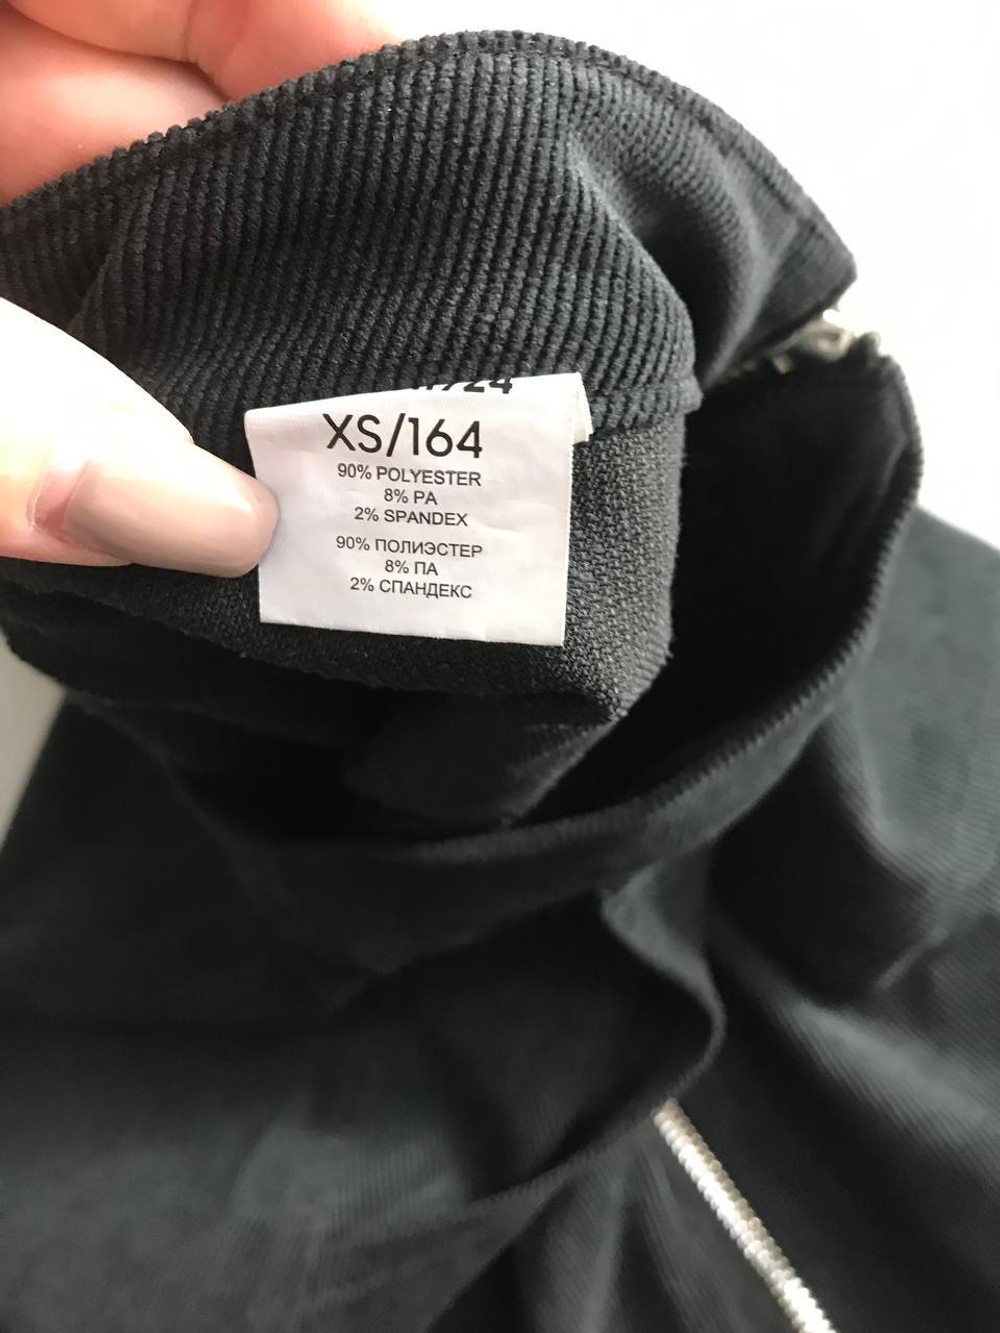 XS/164
90% POLYESTER
8% PA
2% SPANDEX
90% ПОЛИЭСТЕР
8% ПА
2% СПАНДЕКС